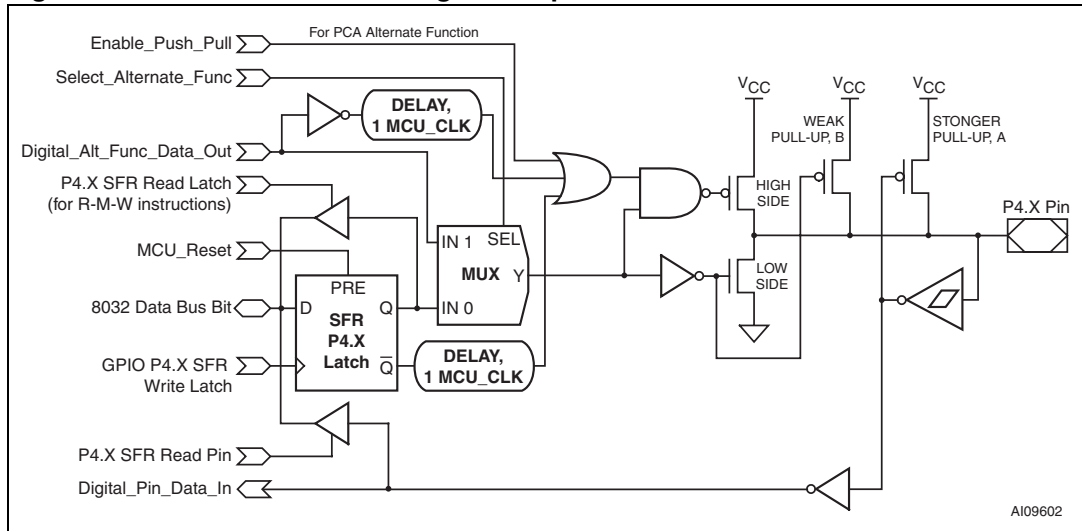 For PCA Alternate Function
Enable_Push_Pull
Select_Alternate_Func
DELAY,
1 MCU_CLK
Digital_Alt_Func_Data_Out
P4.X SFR Read Latch
(for R-M-W instructions)
MCU_Reset
8032 Data Bus Bit
GPIO P4.X SFR
Write Latch
P4.X SFR Read Pin
Digital_Pin_Data_In
PRE
D
Q
SFR
P4.X
Latch
Q
DELAY,
1 MCU_CLK
IN 1
SEL
MUX
Y
IN 0
VCC
HIGH
SIDE
LOW
SIDE
VCC
WEAK
PULL-UP, B
VCC
STONGER
PULL-UP, A
P4.X Pin
AI09602